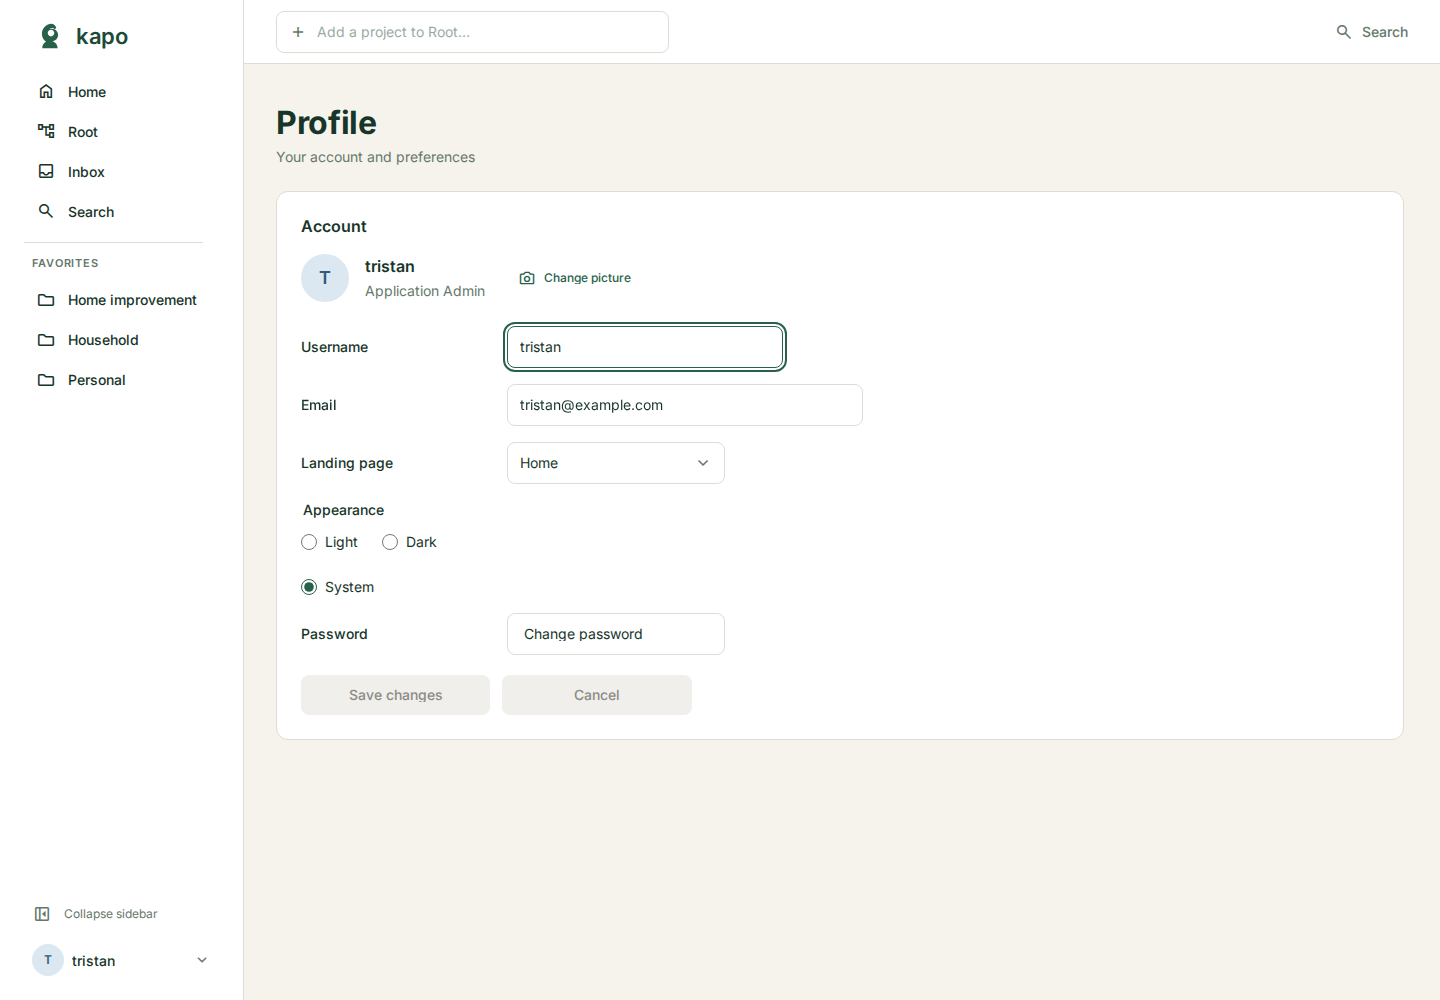 kapo
Home
Root
Inbox
Search
FAVORITES
Home improvement
Household
Personal
Collapse sidebar
T
tristan
Add a project to Root...
Search
Profile
Your account and preferences
Account
T
tristan
Application Admin
Change picture
Username
tristan
Email
tristan@example.com
Landing page
Home
Appearance
Light
Dark
System
Password
Change password
Save changes
Cancel